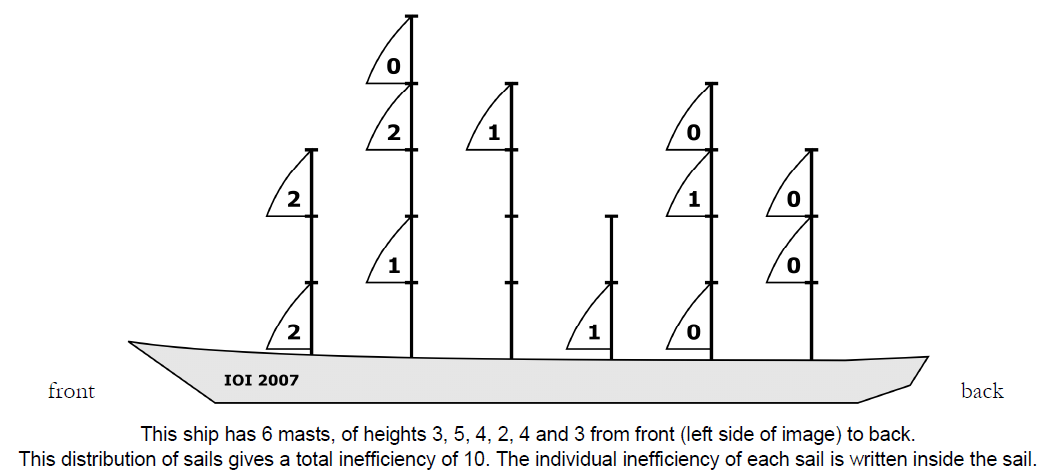 0
2 1 0
2 1 0
1 0
2 1 0
IOI 2007
front back
This ship has 6 masts, of heights 3, 5, 4, 2, 4 and 3 from front (left side of image) to back.
This distribution of sails gives a total inefficiency of 10. The individual inefficiency of each sail is written inside the sail.